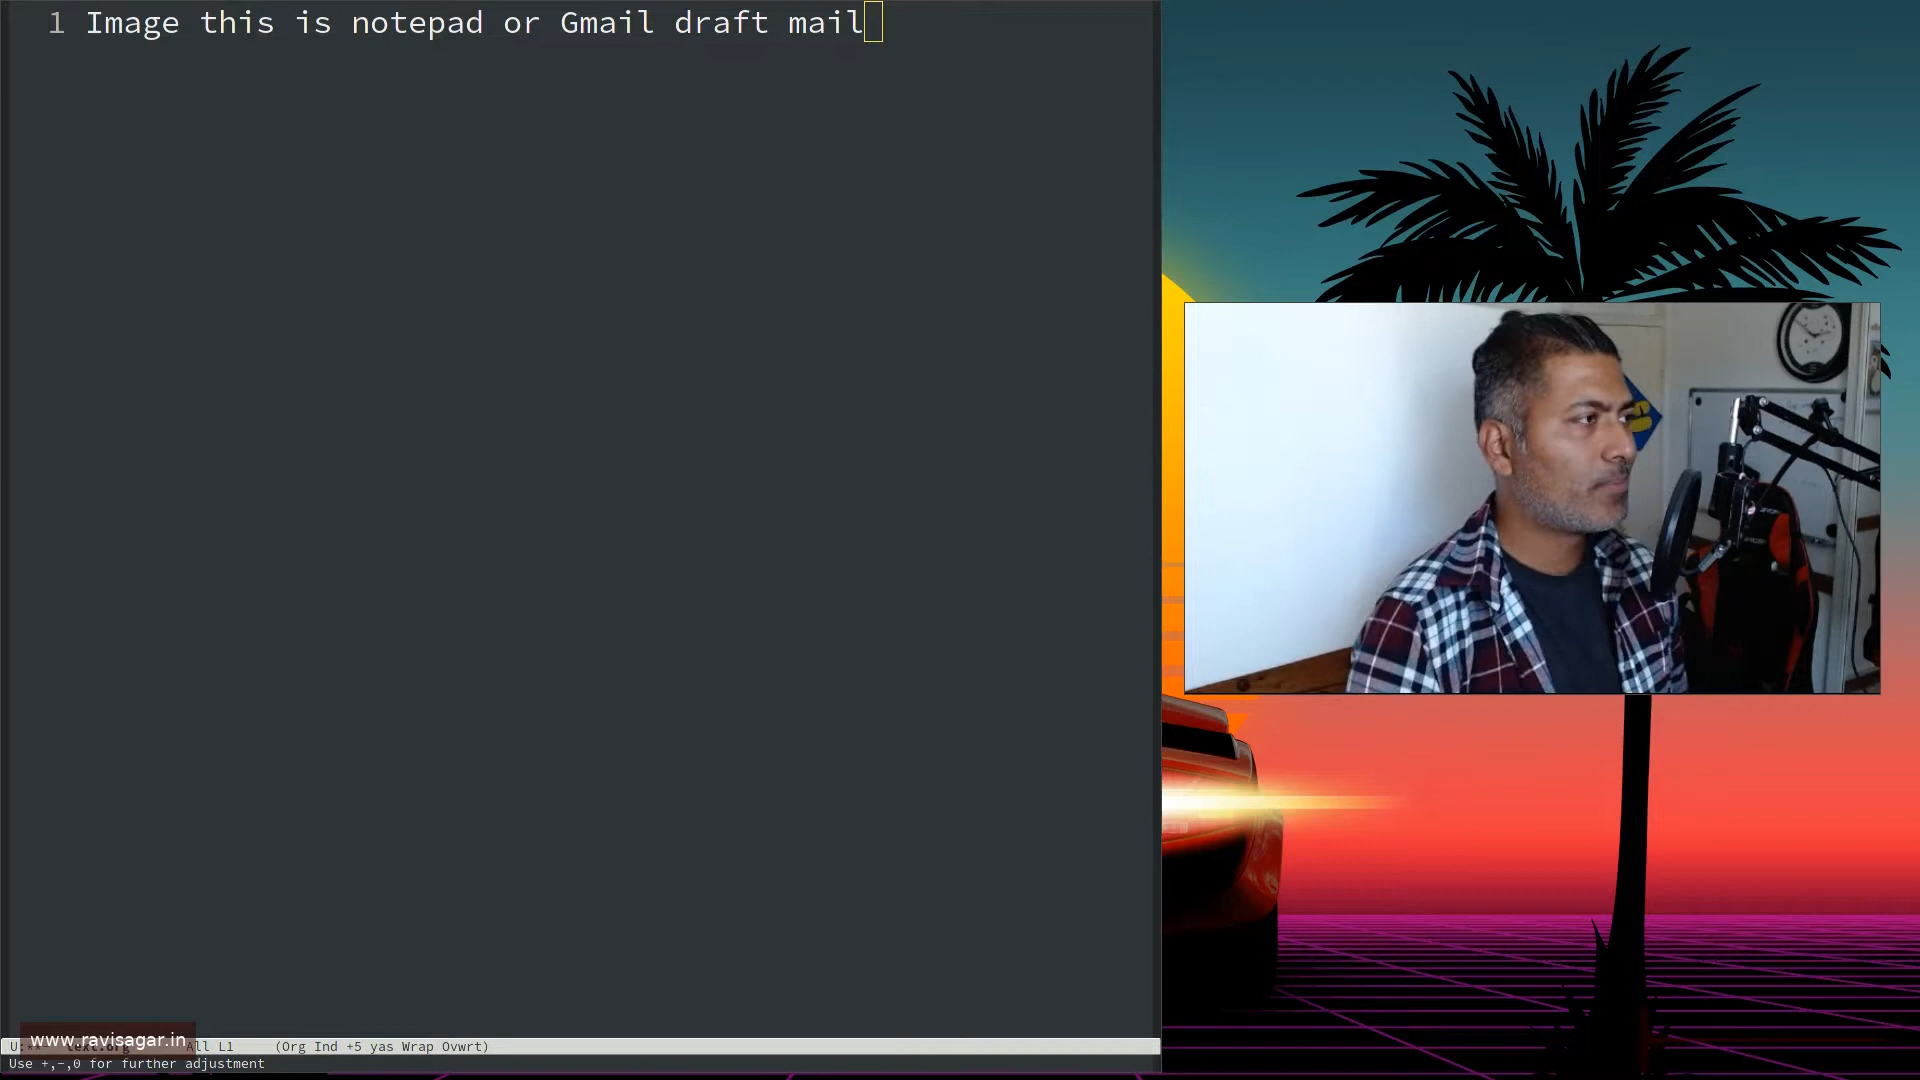 1 Image this is notepad or Gmail draft mail
www.ravisagar.in
All L1 (Org Ind +5 yas Wrap Ovwrt)
Use +,-,0 for further adjustment